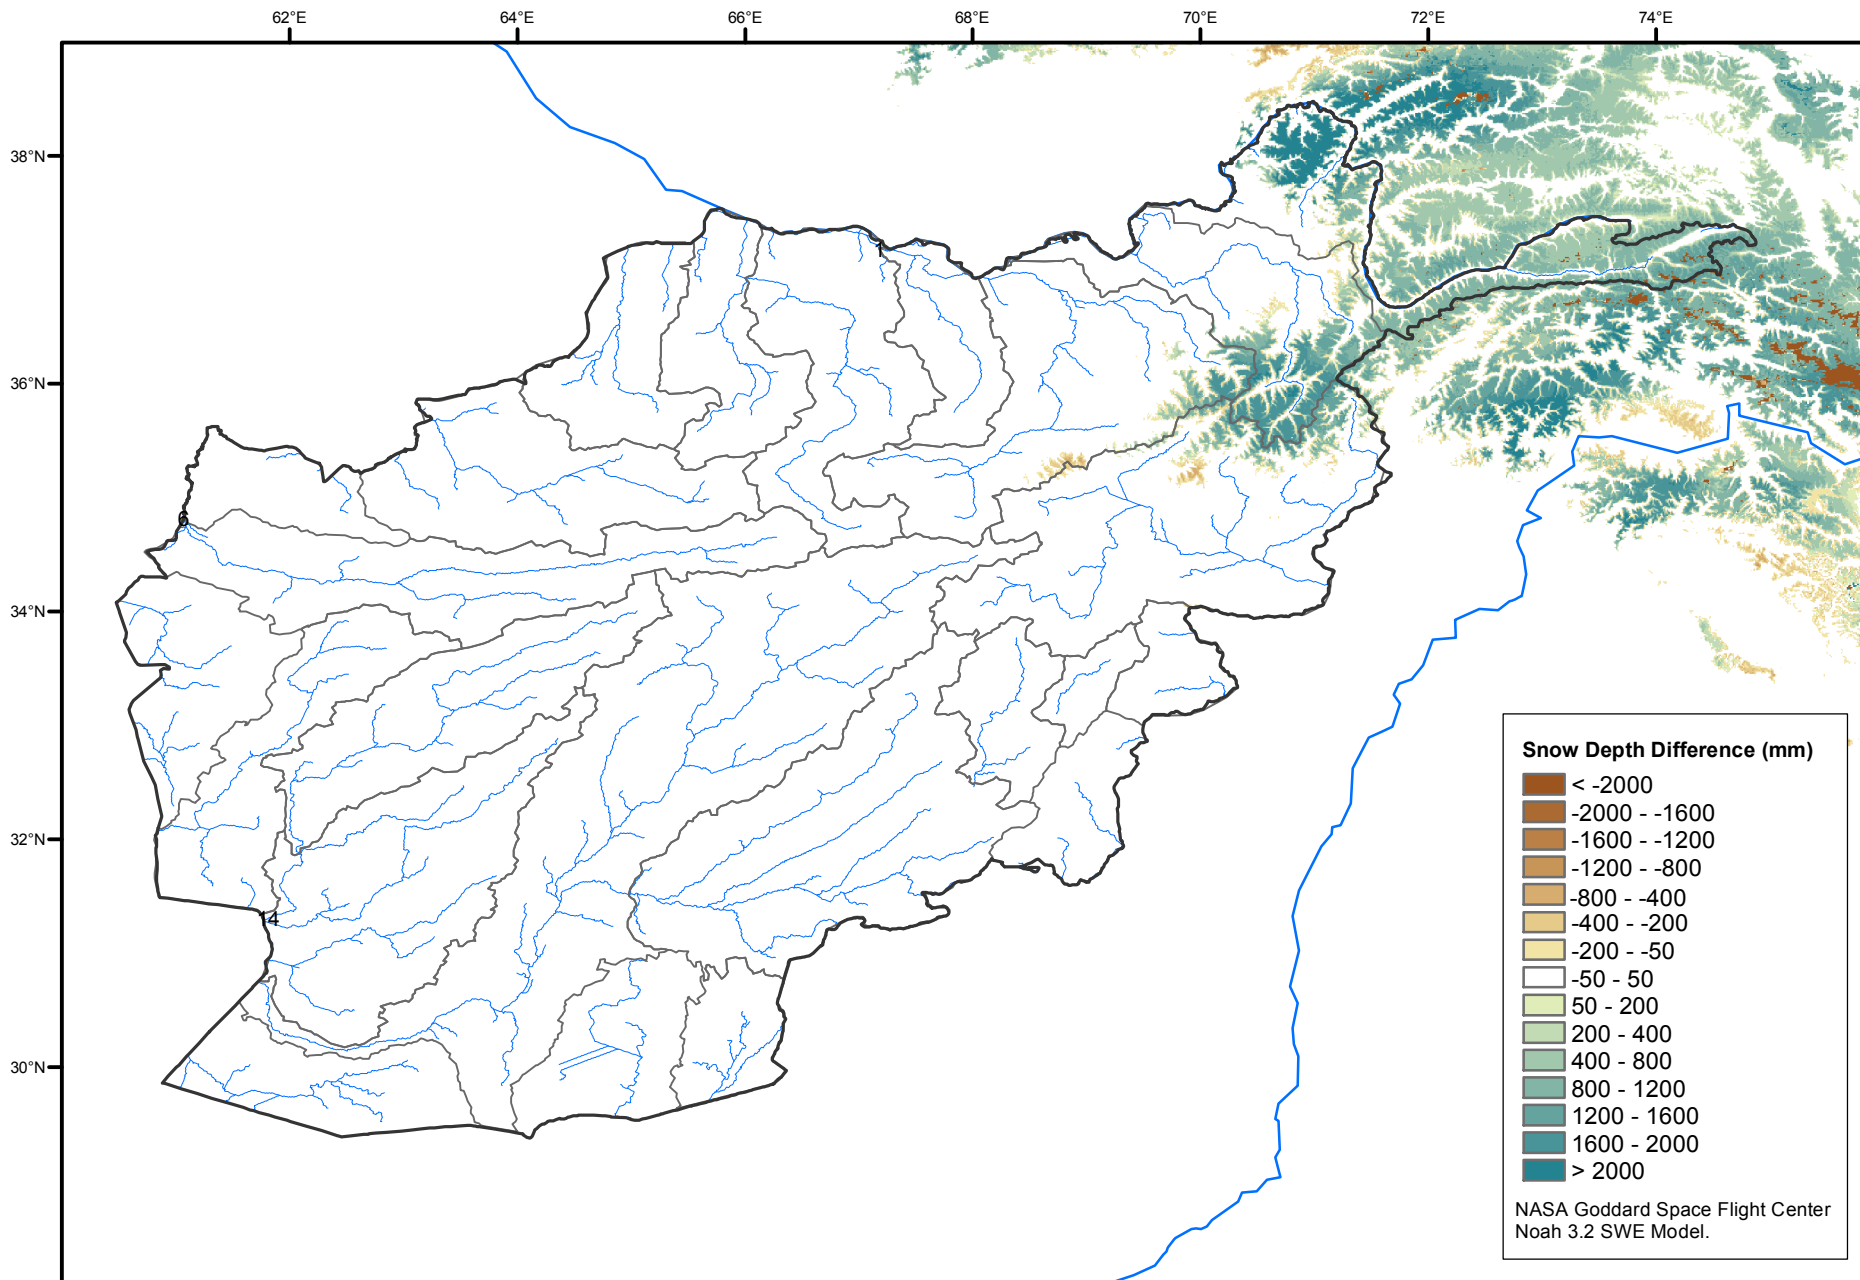 62°E
64°E
66°E
68°E
70°E
72°E
74°E
38°N
36°N
34°N
32°N
30°N
1
6
14
Snow Depth Difference (mm)
< -2000
-2000 - -1600
-1600 - -1200
-1200 - -800
-800 - -400
-400 - -200
-200 - -50
-50 - 50
50 - 200
200 - 400
400 - 800
800 - 1200
1200 - 1600
1600 - 2000
> 2000
NASA Goddard Space Flight Center
Noah 3.2 SWE Model.